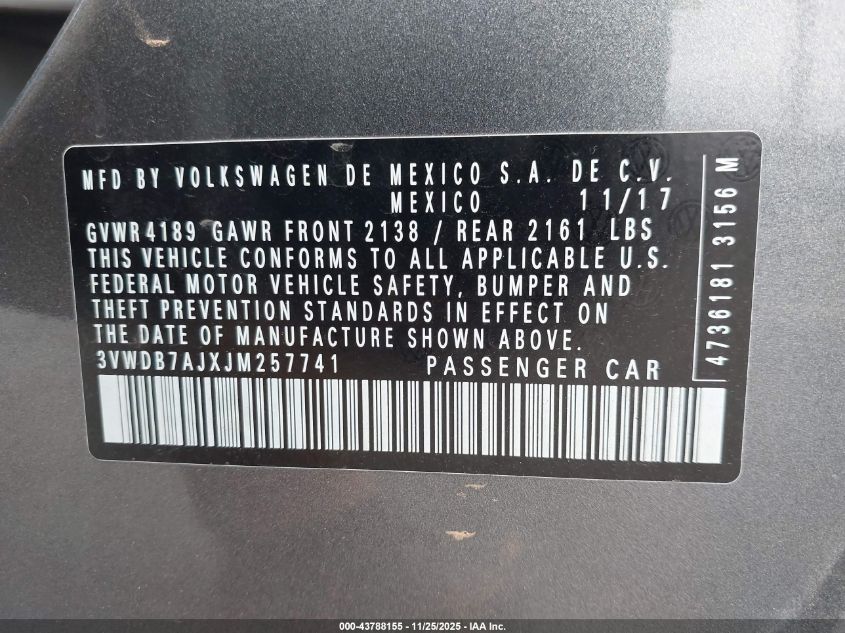 MFD BY VOLKSWAGEN DE MEXICO S.A. DE C.V.
MEXICO 11/17
GVWR 4189 GAWR FRONT 2138 / REAR 2161 LBS
THIS VEHICLE CONFORMS TO ALL APPLICABLE U.S.
FEDERAL MOTOR VEHICLE SAFETY, BUMPER AND
THEFT PREVENTION STANDARDS IN EFFECT ON
THE DATE OF MANUFACTURE SHOWN ABOVE.
3VWDB7AJXJM257741 PASSENGER CAR
4736181 3156 M
000-43788155 - 11/25/2025 - IAA Inc.